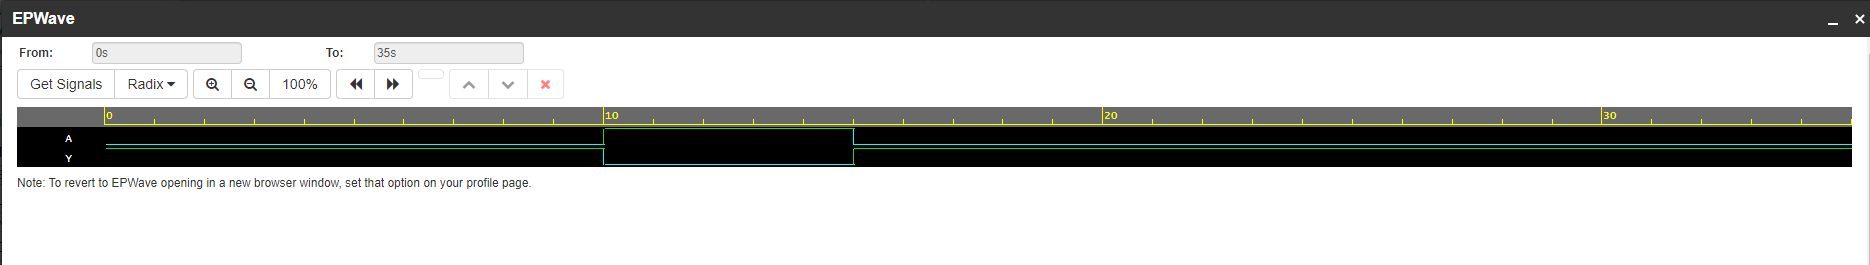 EPWave
From: 0s To: 35s
Get Signals Radix 100%
0 10 20 30
A
Y
Note: To revert to EPWave opening in a new browser window, set that option on your profile page.